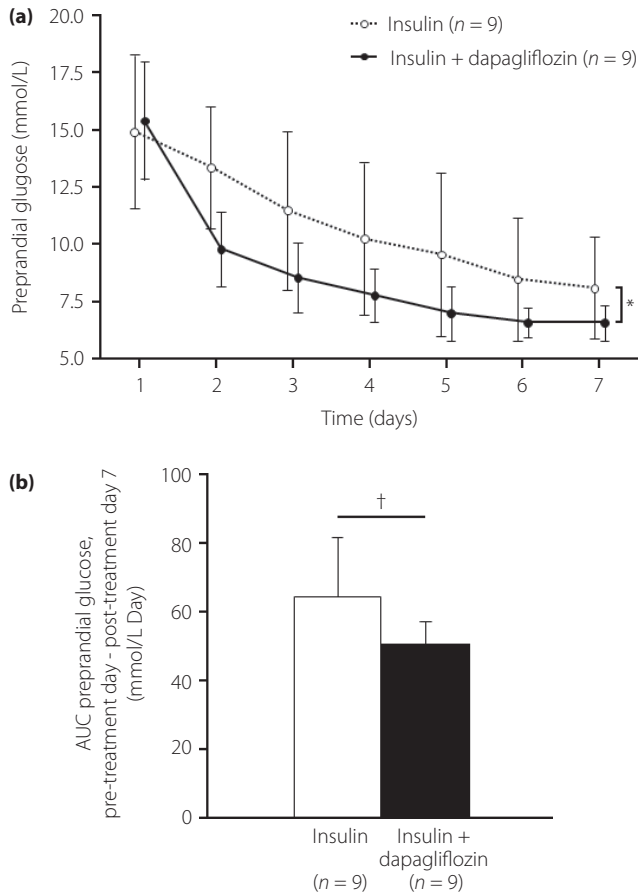 (a)
Insulin (n = 9)
Insulin + dapagliflozin (n = 9)
Preprandial glugose (mmol/L)
20.0
17.5
15.0
12.5
10.0
7.5
5.0
*
1 2 3 4 5 6 7
Time (days)
(b)
AUC preprandial glucose,
pre-treatment day - post-treatment day 7
(mmol/L Day)
100
80
60
40
20
0
†
Insulin
(n = 9)
Insulin +
dapagliflozin
(n = 9)